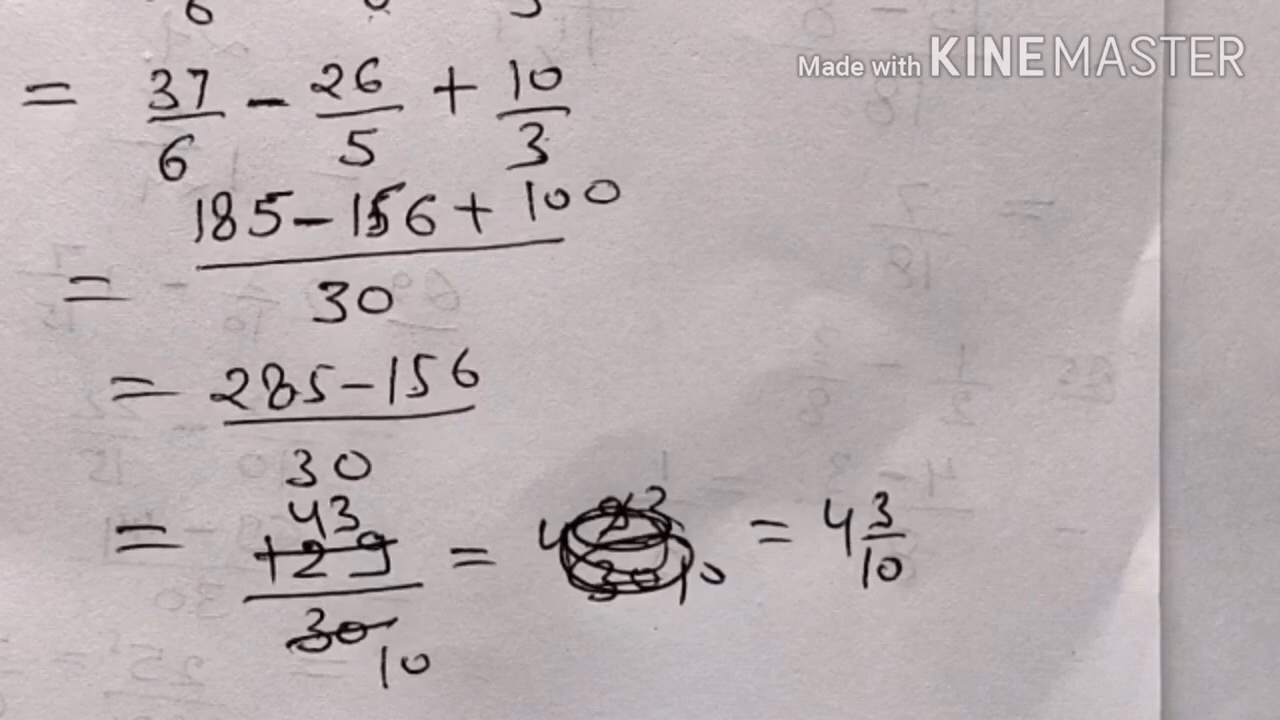 Made with KINEMASTER
= 37/6 - 26/5 + 10/3
= 185 - 156 + 100 / 30
= 285 - 156 / 30
= 43 129 / 30 10 = 4 10 = 4 3/10